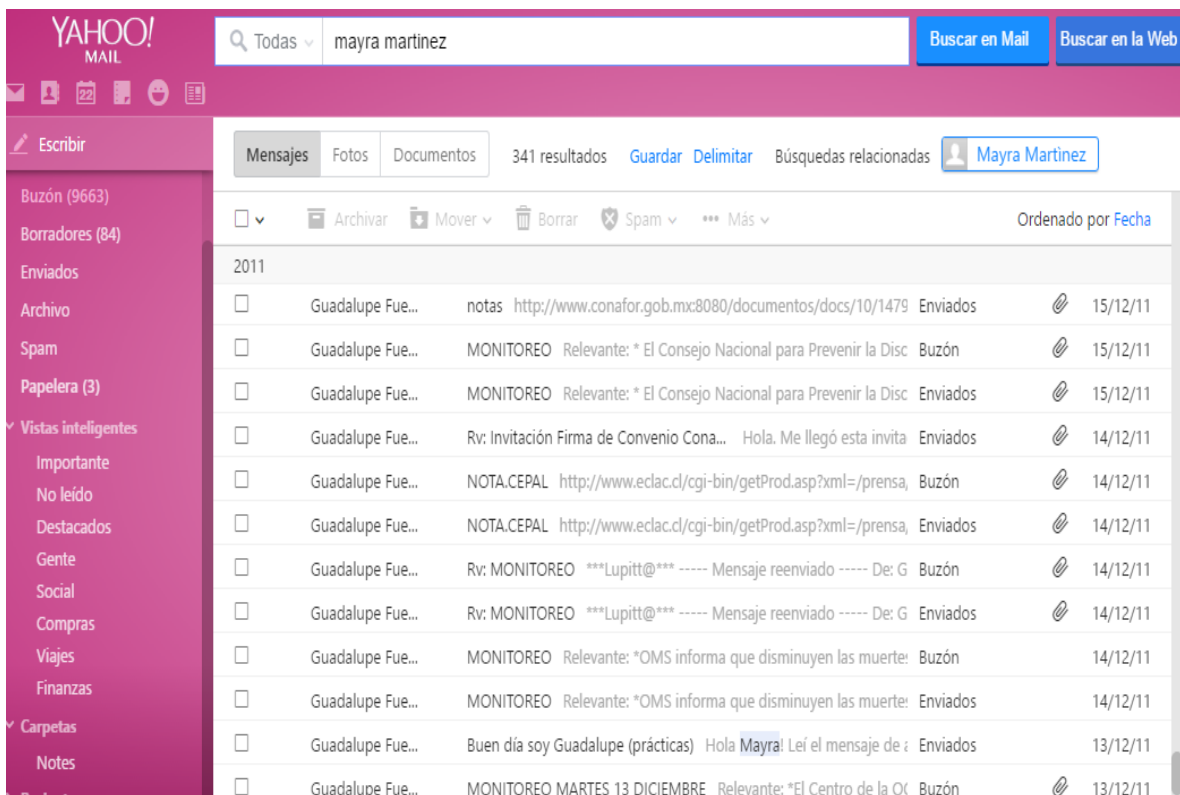 YAHOO!
MAIL
Todas mayra martinez Buscar en Mail Buscar en la Web
22
Escribir
Mensajes Fotos Documentos 341 resultados Guardar Delimitar Búsquedas relacionadas Mayra Martìnez
Buzón (9663)
Borradores (84)
Enviados
Archivo
Spam
Papelera (3)
Vistas inteligentes
Importante
No leído
Destacados
Gente
Social
Compras
Viajes
Finanzas
Carpetas
Notes
Archivar Mover Borrar Spam ••• Más Ordenado por Fecha
2011
Guadalupe Fue... notas http://www.conafor.gob.mx:8080/documentos/docs/10/1479 Enviados 15/12/11
Guadalupe Fue... MONITOREO Relevante: * El Consejo Nacional para Prevenir la Disc Buzón 15/12/11
Guadalupe Fue... MONITOREO Relevante: * El Consejo Nacional para Prevenir la Disc Enviados 15/12/11
Guadalupe Fue... Rv: Invitación Firma de Convenio Cona... Hola. Me llegó esta invita Enviados 14/12/11
Guadalupe Fue... NOTA.CEPAL http://www.eclac.cl/cgi-bin/getProd.asp?xml=/prensa, Buzón 14/12/11
Guadalupe Fue... NOTA.CEPAL http://www.eclac.cl/cgi-bin/getProd.asp?xml=/prensa, Enviados 14/12/11
Guadalupe Fue... Rv: MONITOREO ***Lupitt@*** ----- Mensaje reenviado ----- De: G Buzón 14/12/11
Guadalupe Fue... Rv: MONITOREO ***Lupitt@*** ----- Mensaje reenviado ----- De: G Enviados 14/12/11
Guadalupe Fue... MONITOREO Relevante: *OMS informa que disminuyen las muertes Buzón 14/12/11
Guadalupe Fue... MONITOREO Relevante: *OMS informa que disminuyen las muertes Enviados 14/12/11
Guadalupe Fue... Buen día soy Guadalupe (prácticas) Hola Mayra! Leí el mensaje de a Enviados 13/12/11
Guadalupe Fue... MONITOREO MARTES 13 DICIEMBRE Relevante: *El Centro de la OC Buzón 13/12/11